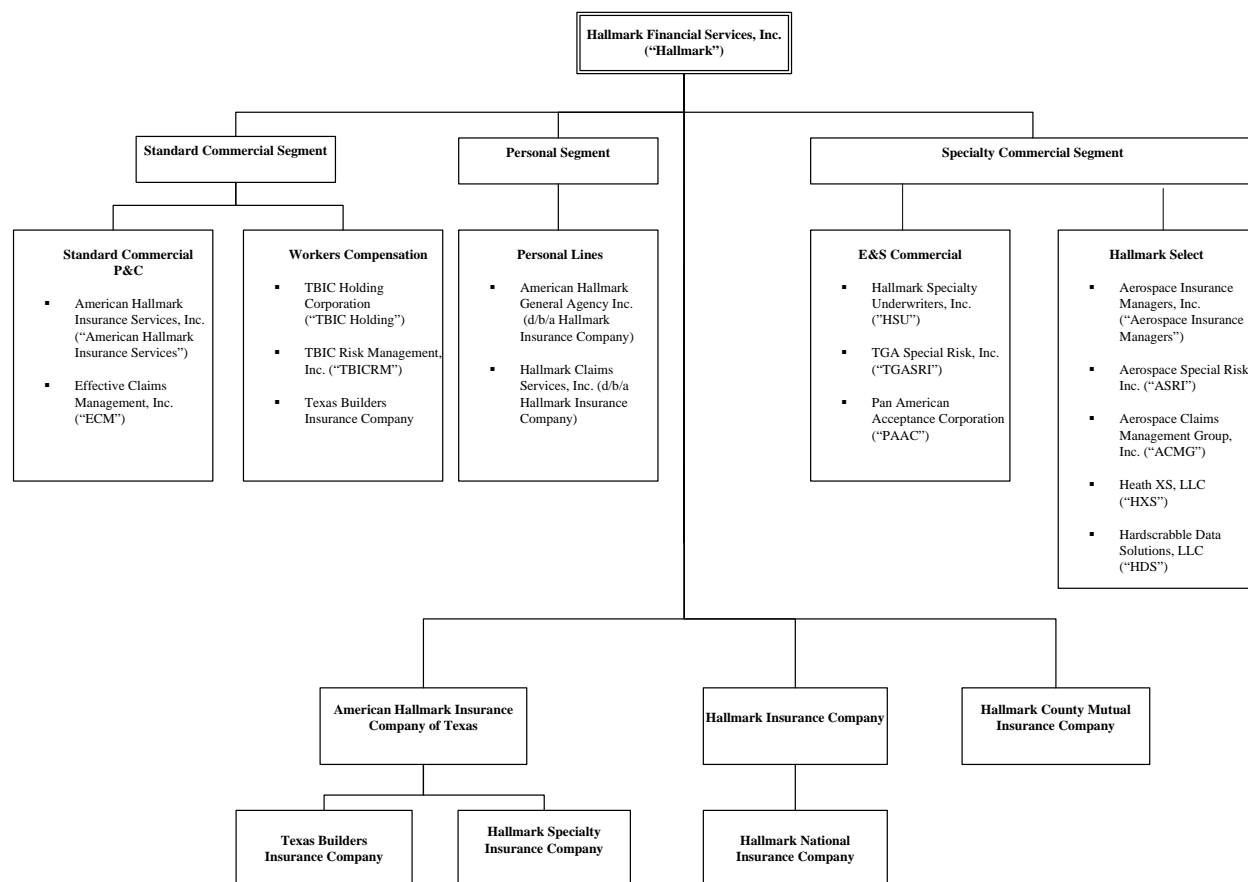 Hallmark Financial Services, Inc.
(“Hallmark”)
Standard Commercial Segment
Personal Segment
Specialty Commercial Segment
Standard Commercial
P&C
▪ American Hallmark
Insurance Services, Inc.
(“American Hallmark
Insurance Services”)
▪ Effective Claims
Management, Inc.
(“ECM”)
Workers Compensation
▪ TBIC Holding
Corporation
(“TBIC Holding”)
▪ TBIC Risk Management,
Inc. (“TBICRM”)
▪ Texas Builders
Insurance Company
Personal Lines
▪ American Hallmark
General Agency Inc.
(d/b/a Hallmark
Insurance Company)
▪ Hallmark Claims
Services, Inc. (d/b/a
Hallmark Insurance
Company)
E&S Commercial
▪ Hallmark Specialty
Underwriters, Inc.
("HSU”)
▪ TGA Special Risk, Inc.
(“TGASRI”)
▪ Pan American
Acceptance Corporation
(“PAAC”)
Hallmark Select
▪ Aerospace Insurance
Managers, Inc.
(“Aerospace Insurance
Managers”)
▪ Aerospace Special Risk,
Inc. (“ASRI”)
▪ Aerospace Claims
Management Group,
Inc. (“ACMG”)
▪ Heath XS, LLC
(“HXS”)
▪ Hardscrabble Data
Solutions, LLC
(“HDS”)
American Hallmark Insurance
Company of Texas
Hallmark Insurance Company
Hallmark County Mutual
Insurance Company
Texas Builders
Insurance Company
Hallmark Specialty
Insurance Company
Hallmark National
Insurance Company